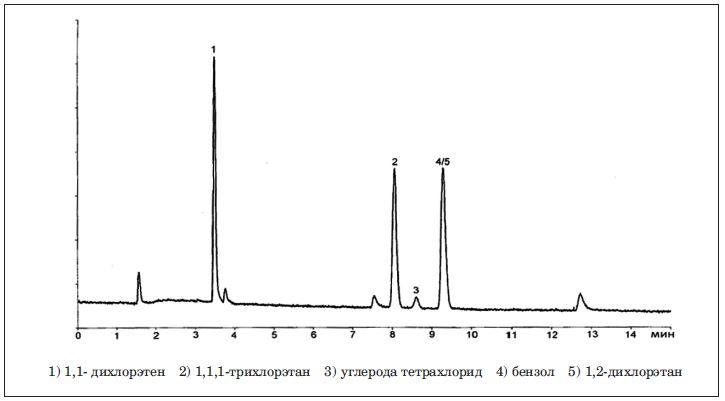 1
2
4/5
3
0 1 2 3 4 5 6 7 8 9 10 11 12 13 14 мин
1) 1,1- дихлорэтен 2) 1,1,1-трихлорэтан 3) углерода тетрахлорид 4) бензол 5) 1,2-дихлорэтан